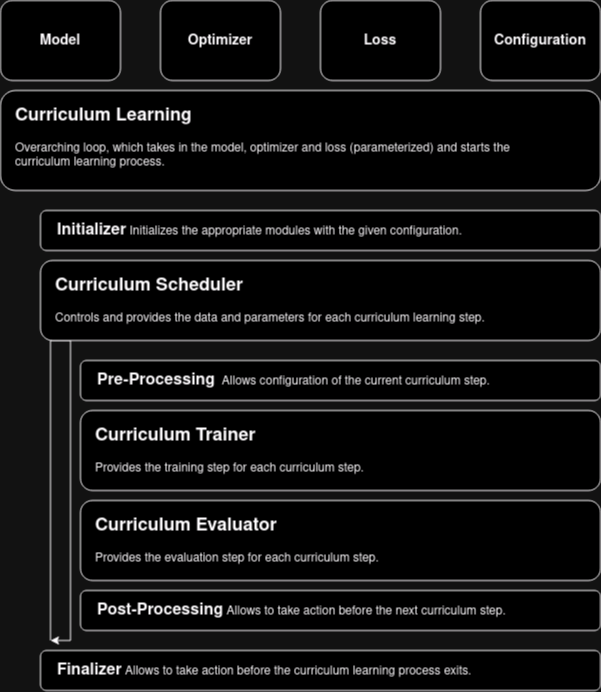 Model
Optimizer
Loss
Configuration
Curriculum Learning
Overarching loop, which takes in the model, optimizer and loss (parameterized) and starts the
curriculum learning process.
Initializer Initializes the appropriate modules with the given configuration.
Curriculum Scheduler
Controls and provides the data and parameters for each curriculum learning step.
Pre-Processing Allows configuration of the current curriculum step.
Curriculum Trainer
Provides the training step for each curriculum step.
Curriculum Evaluator
Provides the evaluation step for each curriculum step.
Post-Processing Allows to take action before the next curriculum step.
Finalizer Allows to take action before the curriculum learning process exits.